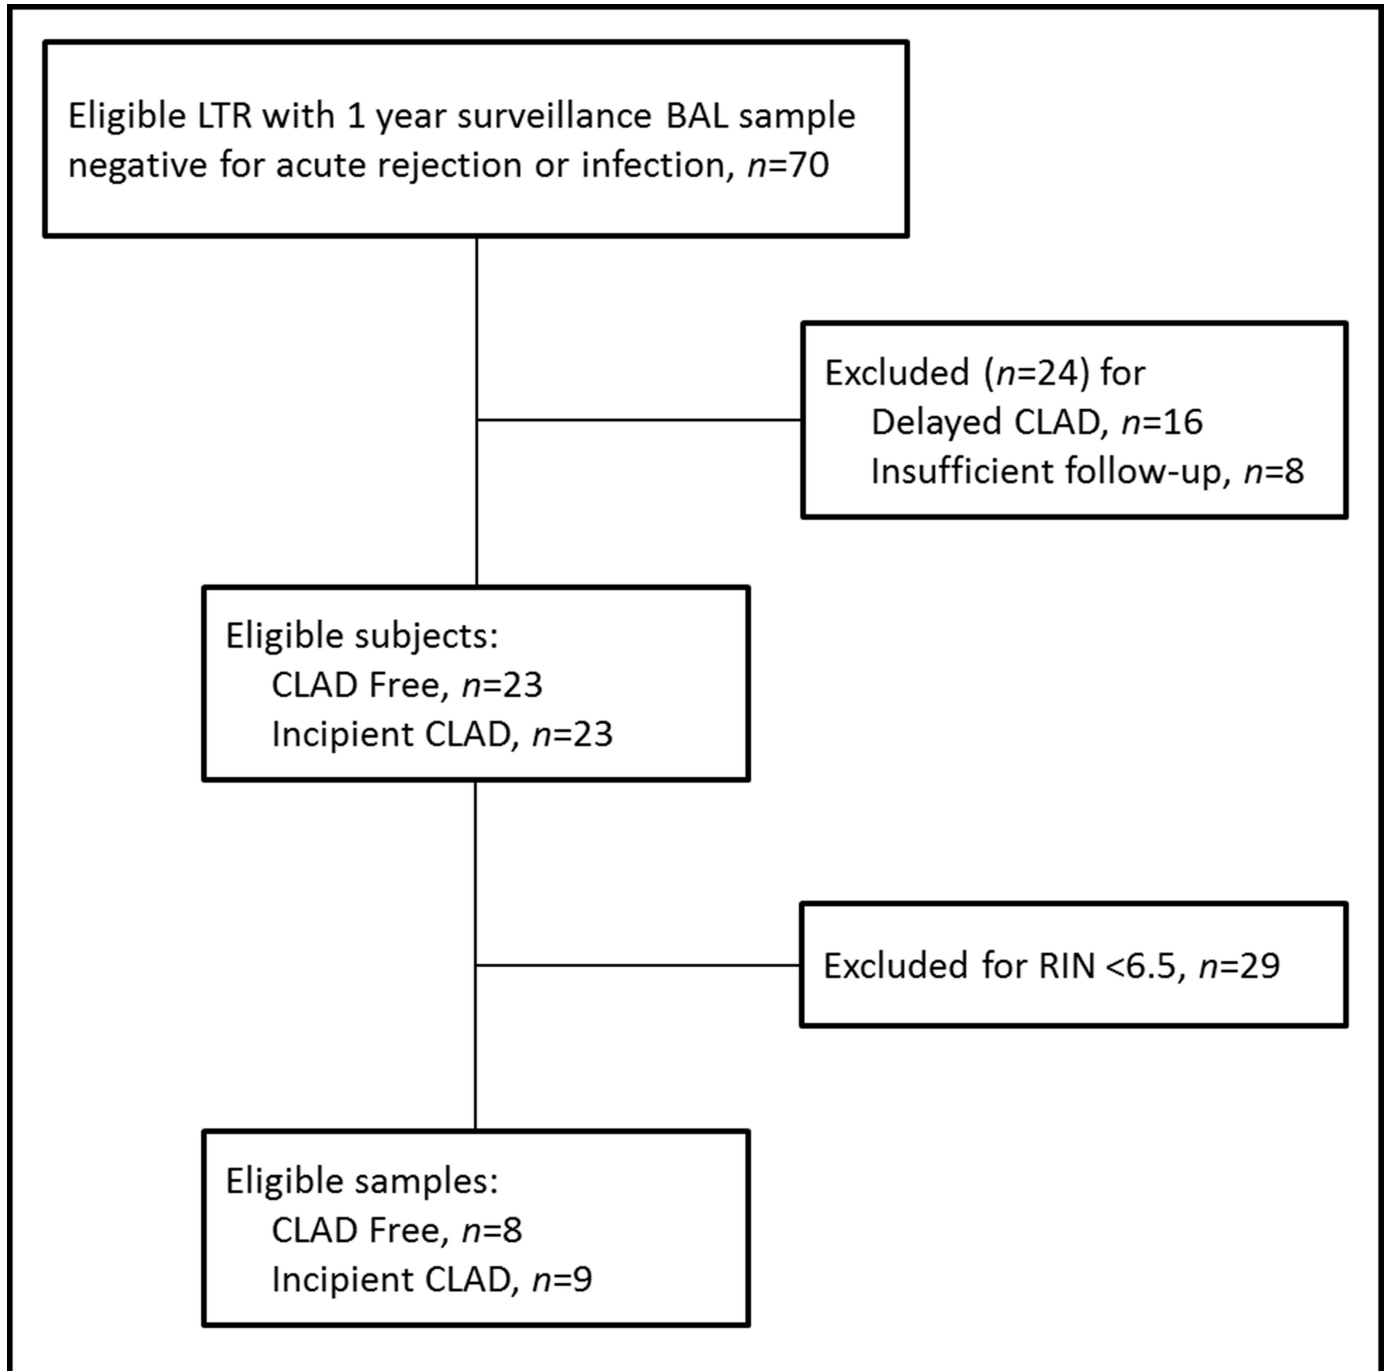 Eligible LTR with 1 year surveillance BAL sample
negative for acute rejection or infection, n=70
Excluded (n=24) for
Delayed CLAD, n=16
Insufficient follow-up, n=8
Eligible subjects:
CLAD Free, n=23
Incipient CLAD, n=23
Excluded for RIN <6.5, n=29
Eligible samples:
CLAD Free, n=8
Incipient CLAD, n=9